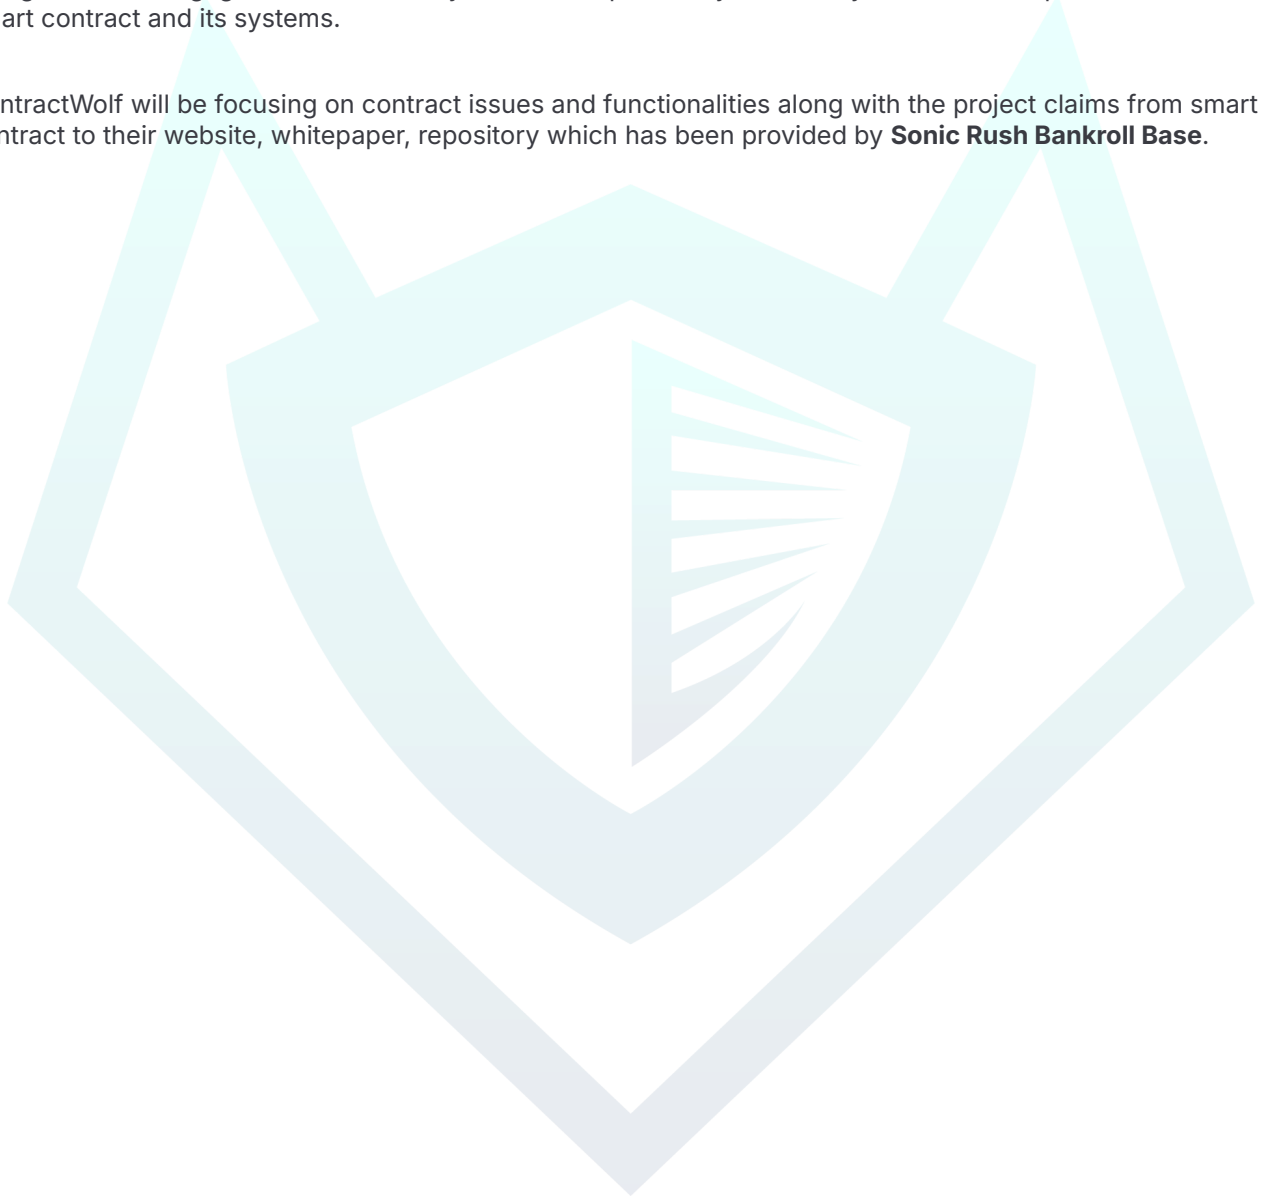 art contract and its systems.
ntractWolf will be focusing on contract issues and functionalities along with the project claims from smart
ntract to their website, whitepaper, repository which has been provided by Sonic Rush Bankroll Base.